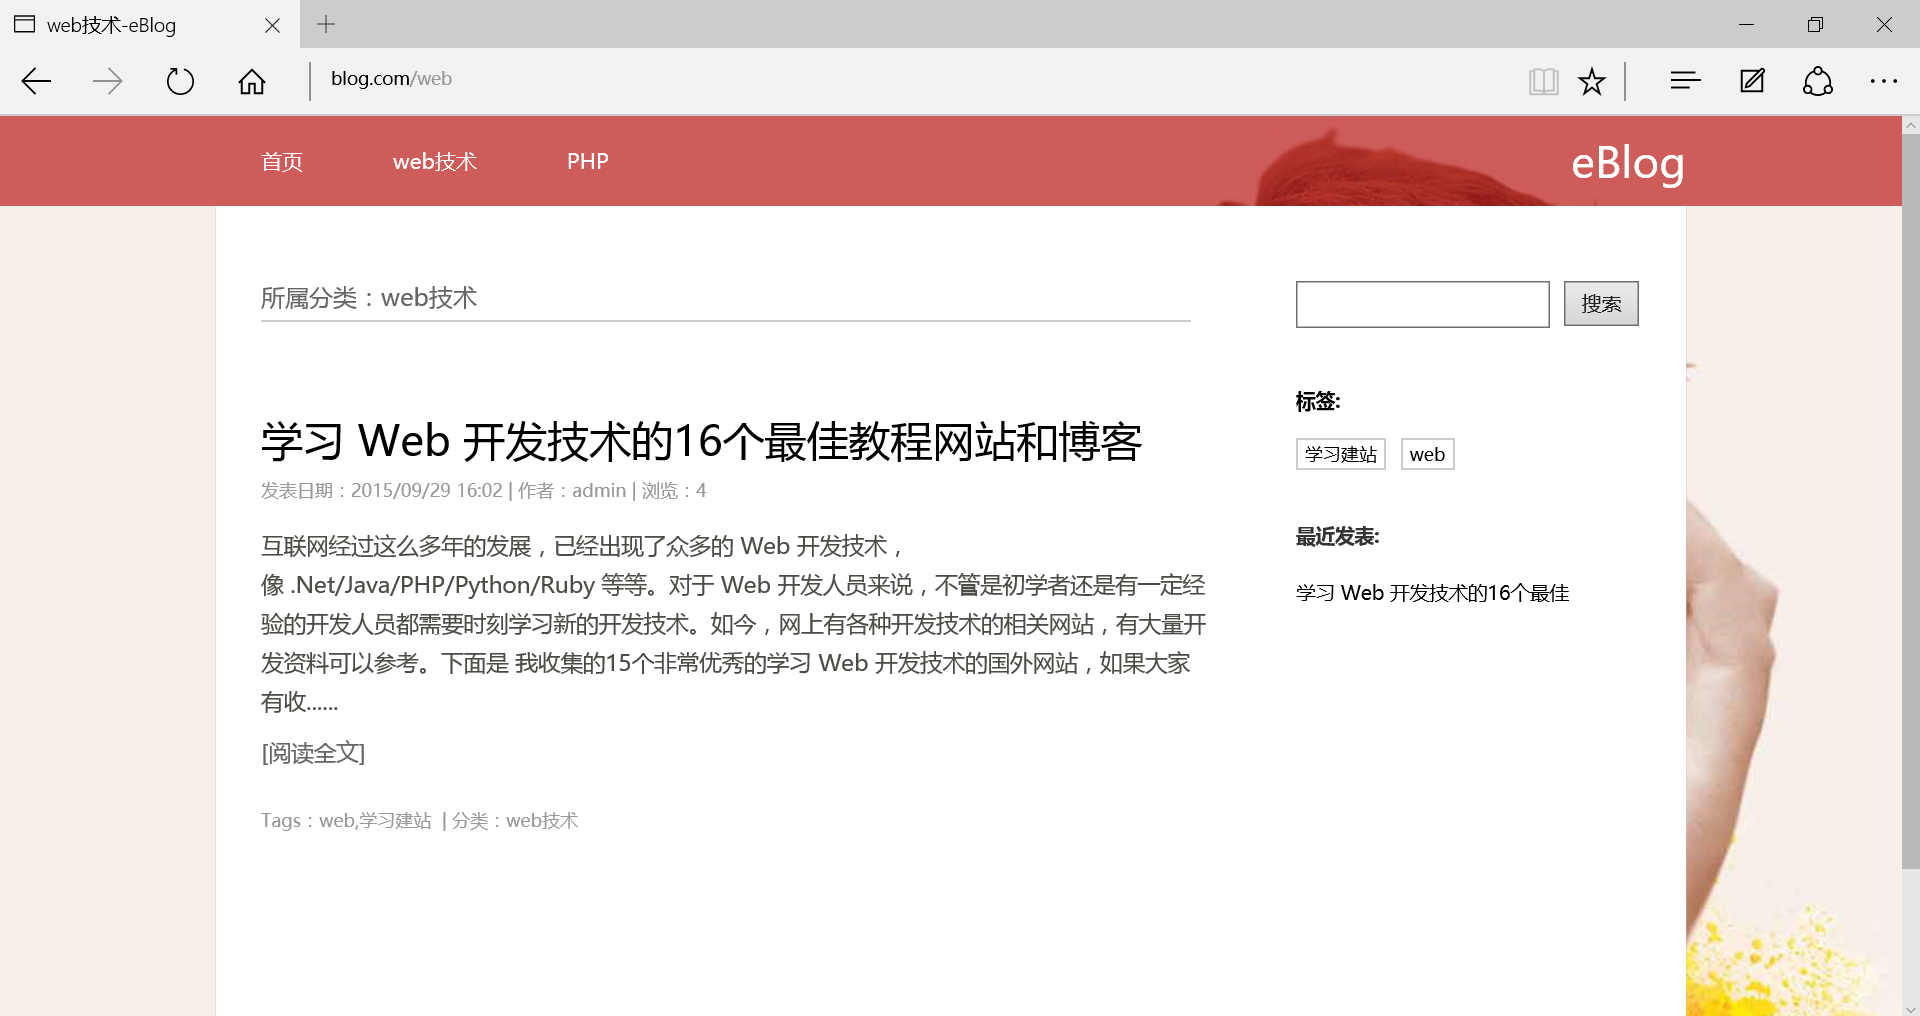 web技术-eBlog
blog.com/web
首页 web技术 PHP eBlog
所属分类：web技术
搜索
学习 Web 开发技术的16个最佳教程网站和博客
发表日期：2015/09/29 16:02 | 作者：admin | 浏览：4
互联网经过这么多年的发展，已经出现了众多的 Web 开发技术，
像 .Net/Java/PHP/Python/Ruby 等等。对于 Web 开发人员来说，不管是初学者还是有一定经
验的开发人员都需要时刻学习新的开发技术。如今，网上有各种开发技术的相关网站，有大量开
发资料可以参考。下面是 我收集的15个非常优秀的学习 Web 开发技术的国外网站，如果大家
有收......
[阅读全文]
Tags：web,学习建站 | 分类：web技术
标签:
学习建站 web
最近发表:
学习 Web 开发技术的16个最佳